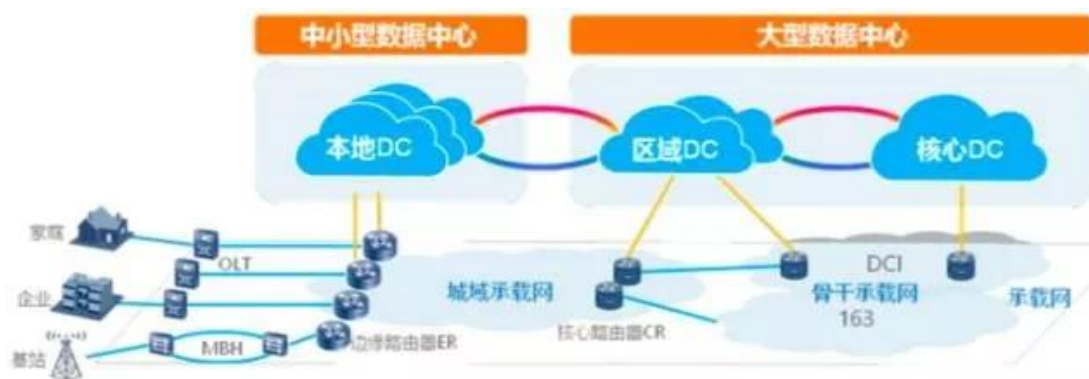 中小型数据中心
大型数据中心
本地DC
区域DC
核心DC
家庭
OLT
DCI
企业
城域承载网
骨干承载网
承载网
163
核心路由器CR
边缘路由器ER
基站
MBH